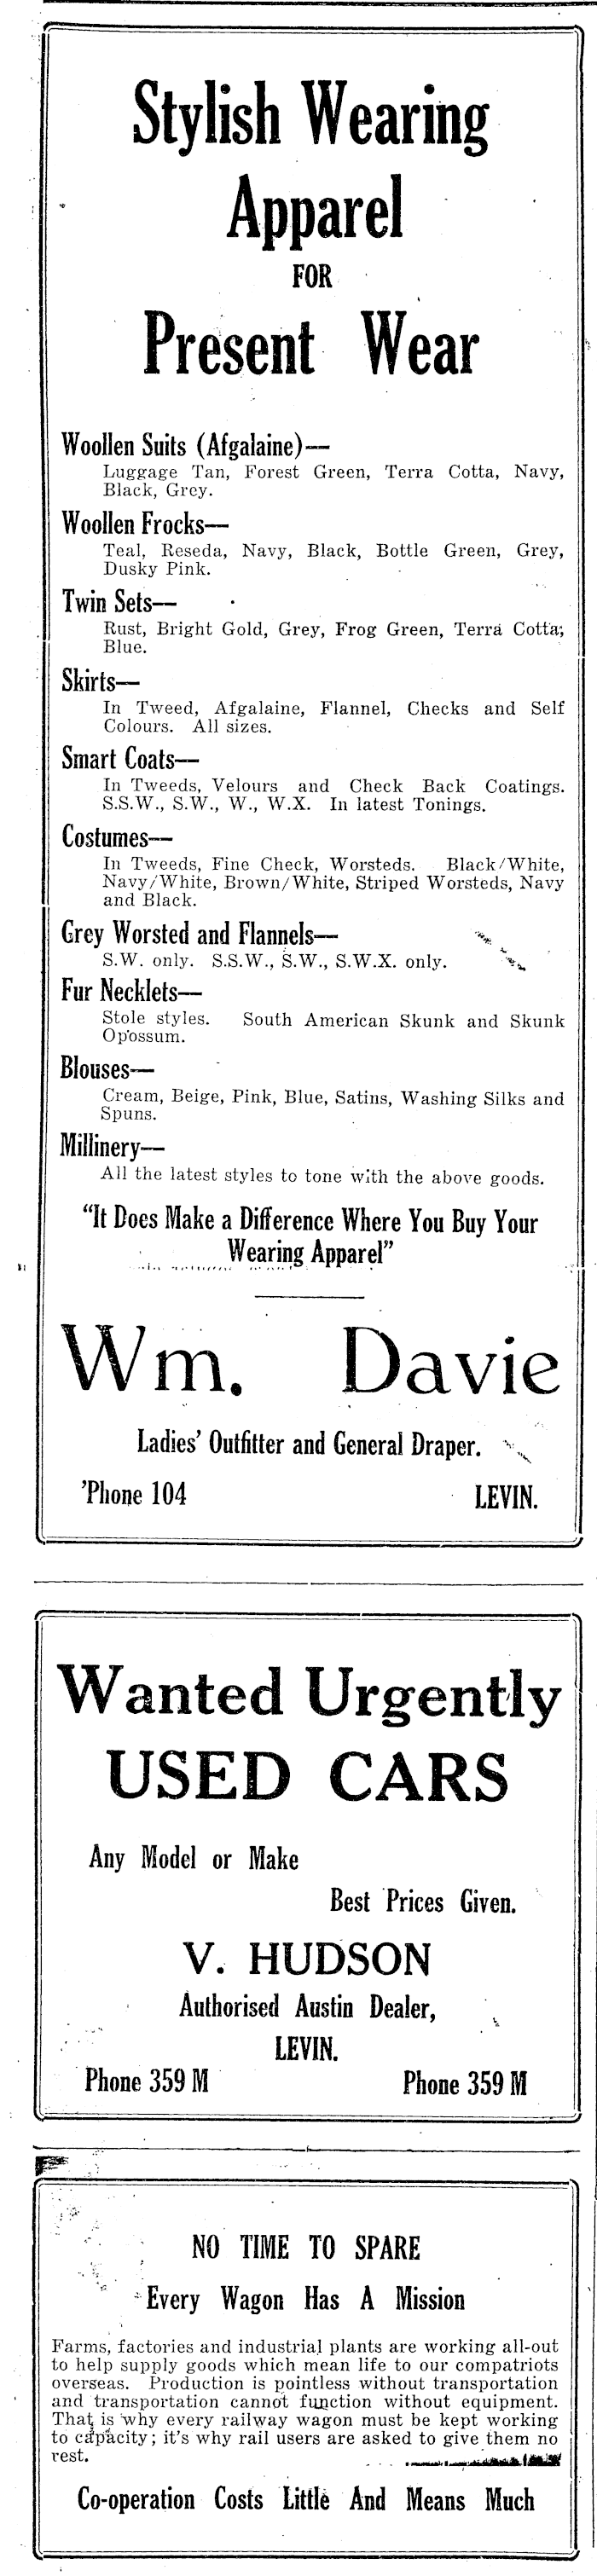 Stylish Wearing
Apparel
FOR
Present Wear
Woollen Suits (Afgalaine)—
Luggage Tan, Forest Green, Terra Cotta, Navy,
Black, Grey.
Woollen Frocks—
Teal, Reseda, Navy, Black, Bottle Green, Grey,
Dusky Pink.
Twin Sets—
Rust, Bright Gold, Grey, Frog Green, Terra Cotta,
Blue.
Skirts—
In Tweed, Afgalaine, Flannel, Checks and Self
Colours. All sizes.
Smart Coats—
In Tweeds, Velours and Check Back Coatings.
S.S.W., S.W., W., W.X. In latest Tonings.
Costumes—
In Tweeds, Fine Check, Worsteds. Black/White,
Navy/White, Brown/White, Striped Worsteds, Navy
and Black.
Grey Worsted and Flannels—
S.W. only. S.S.W., S.W., S.W.X. only.
Fur Necklets—
Stole styles. South American Skunk and Skunk
Opossum.
Blouses—
Cream, Beige, Pink, Blue, Satins, Washing Silks and
Spuns.
Millinery—
All the latest styles to tone with the above goods.
"It Does Make a Difference Where You Buy Your
Wearing Apparel"
Wm. Davie
Ladies' Outfitter and General Draper.
'Phone 104 LEVIN.
Wanted Urgently
USED CARS
Any Model or Make
Best Prices Given.
V. HUDSON
Authorised Austin Dealer,
LEVIN.
Phone 359 M Phone 359 M
NO TIME TO SPARE
Every Wagon Has A Mission
Farms, factories and industrial plants are working all-out
to help supply goods which mean life to our compatriots
overseas. Production is pointless without transportation
and transportation cannot function without equipment.
That is why every railway wagon must be kept working
to capacity; it's why rail users are asked to give them no
rest.
Co-operation Costs Little And Means Much